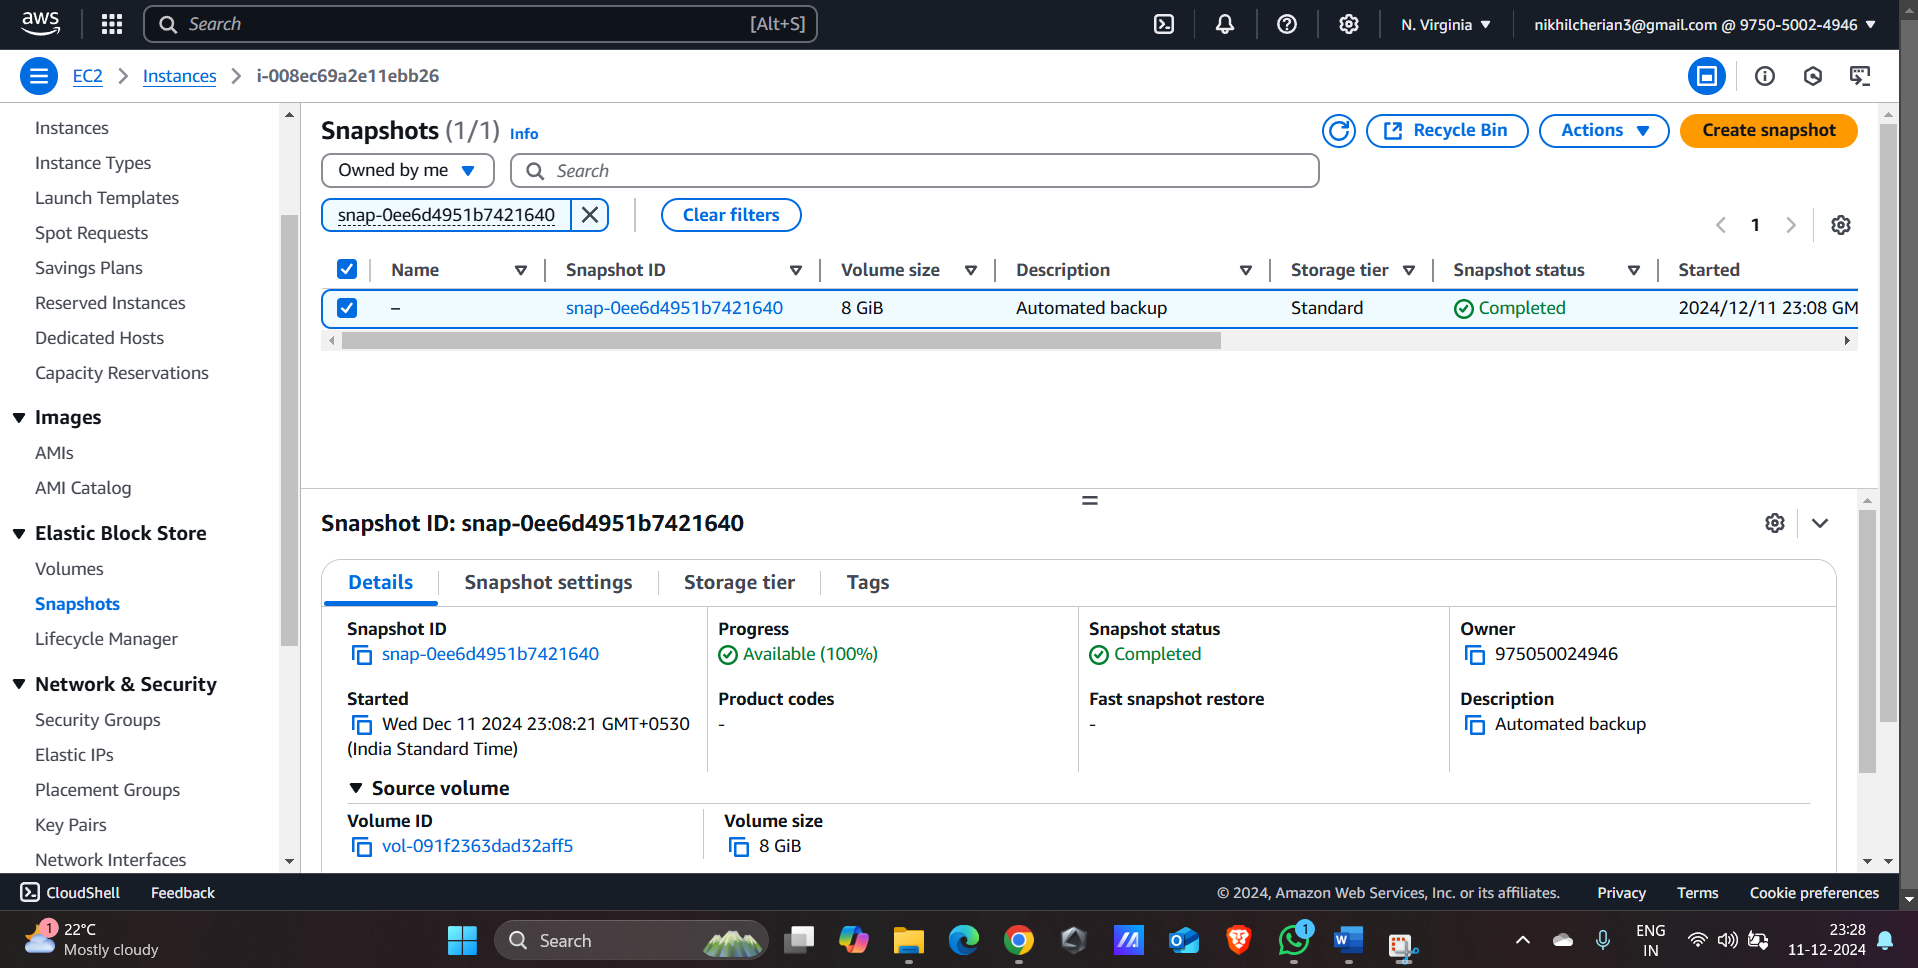 aws
Search [Alt+S]
N. Virginia
nikhilcherian3@gmail.com @ 9750-5002-4946
EC2 Instances i-008ec69a2e11ebb26
Instances
Instance Types
Launch Templates
Spot Requests
Savings Plans
Reserved Instances
Dedicated Hosts
Capacity Reservations
Images
AMIs
AMI Catalog
Elastic Block Store
Volumes
Snapshots
Lifecycle Manager
Network & Security
Security Groups
Elastic IPs
Placement Groups
Key Pairs
Network Interfaces
Snapshots (1/1) Info
Recycle Bin
Actions
Create snapshot
Owned by me
Search
snap-0ee6d4951b7421640
Clear filters
1
Name Snapshot ID Volume size Description Storage tier Snapshot status Started
– snap-0ee6d4951b7421640 8 GiB Automated backup Standard Completed 2024/12/11 23:08 GM
Snapshot ID: snap-0ee6d4951b7421640
Details Snapshot settings Storage tier Tags
Snapshot ID
snap-0ee6d4951b7421640
Progress
Available (100%)
Snapshot status
Completed
Owner
975050024946
Started
Wed Dec 11 2024 23:08:21 GMT+0530
(India Standard Time)
Product codes
-
Fast snapshot restore
-
Description
Automated backup
Source volume
Volume ID
vol-091f2363dad32aff5
Volume size
8 GiB
CloudShell Feedback
© 2024, Amazon Web Services, Inc. or its affiliates. Privacy Terms Cookie preferences
1
22°C
Mostly cloudy
Search
1
W
ENG
IN
23:28
11-12-2024